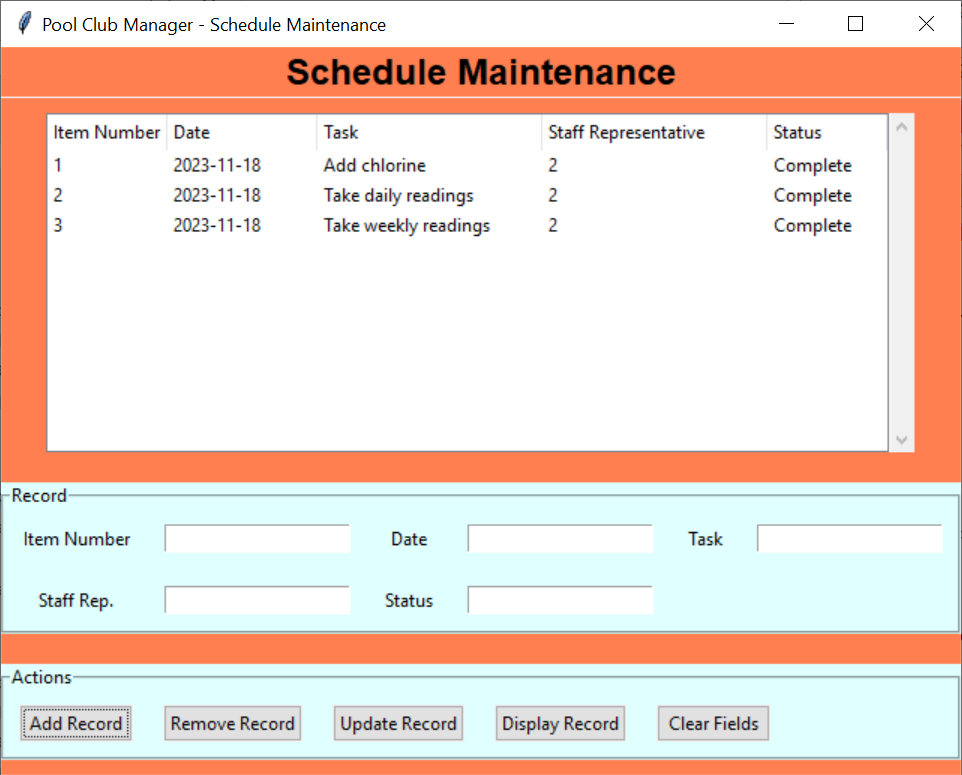 Pool Club Manager - Schedule Maintenance
Schedule Maintenance
Item Number Date Task Staff Representative Status
1 2023-11-18 Add chlorine 2 Complete
2 2023-11-18 Take daily readings 2 Complete
3 2023-11-18 Take weekly readings 2 Complete
Record
Item Number Date Task
Staff Rep. Status
Actions
Add Record Remove Record Update Record Display Record Clear Fields